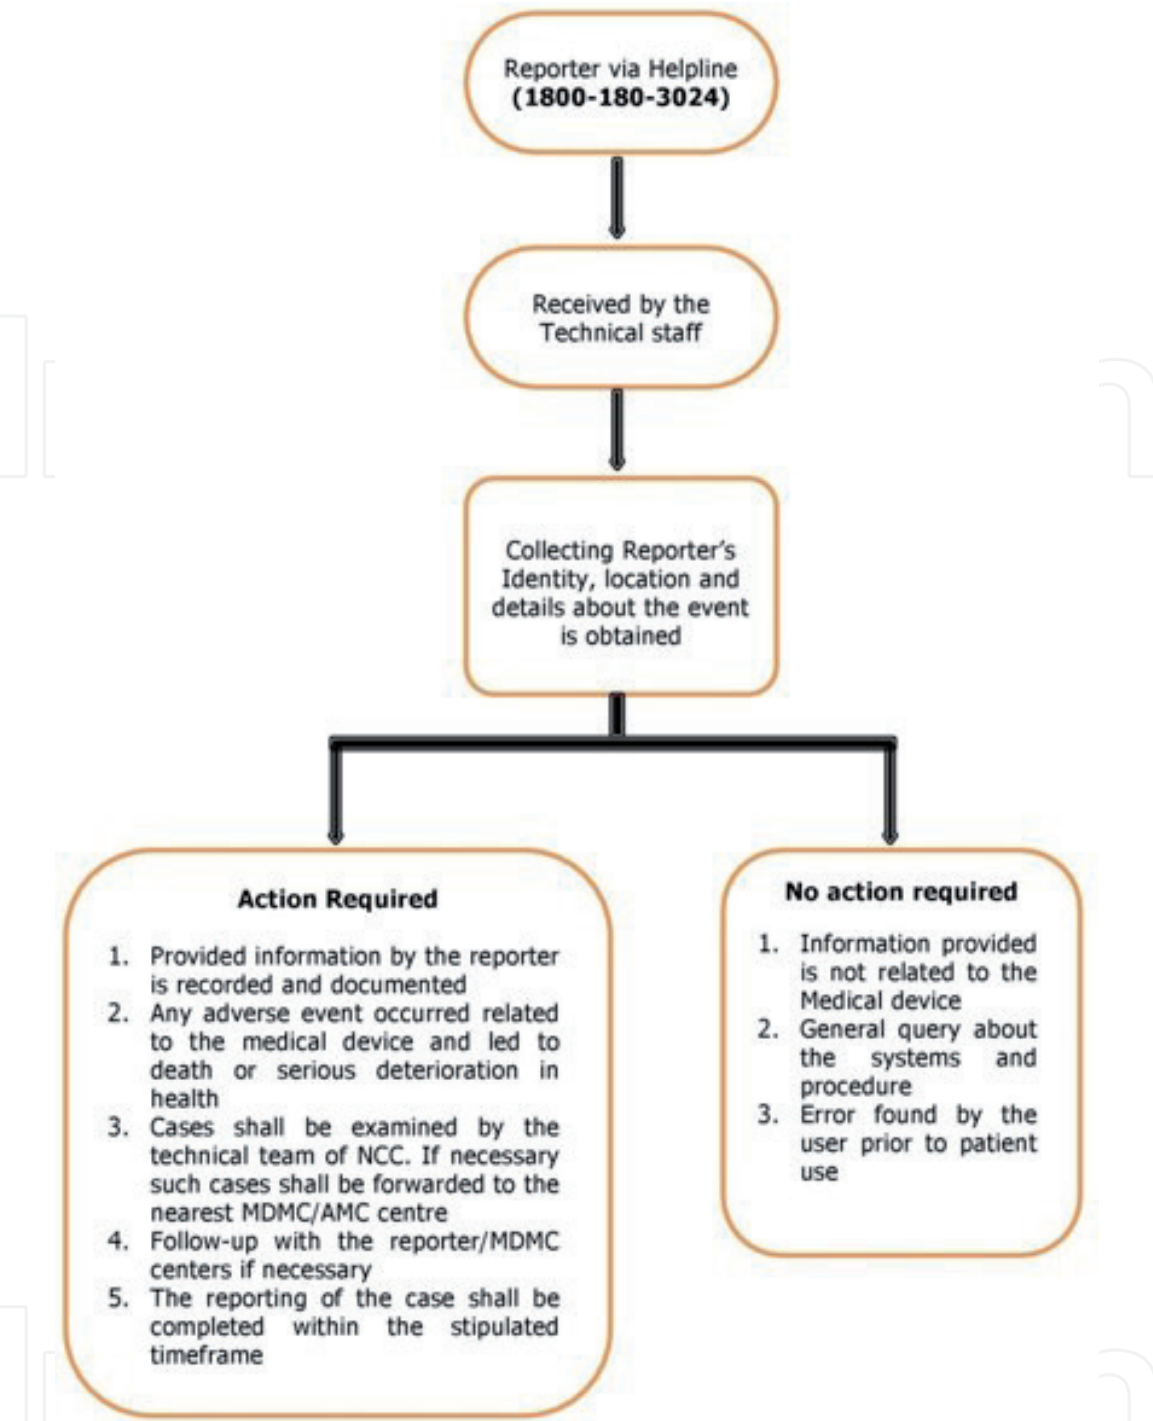 Reporter via Helpline
(1800-180-3024)
Received by the
Technical staff
Collecting Reporter's
Identity, location and
details about the event
is obtained
Action Required
1. Provided information by the reporter
is recorded and documented
2. Any adverse event occurred related
to the medical device and led to
death or serious deterioration in
health
3. Cases shall be examined by the
technical team of NCC. If necessary
such cases shall be forwarded to the
nearest MDMC/AMC centre
4. Follow-up with the reporter/MDMC
centers if necessary
5. The reporting of the case shall be
completed within the stipulated
timeframe
No action required
1. Information provided
is not related to the
Medical device
2. General query about
the systems and
procedure
3. Error found by the
user prior to patient
use